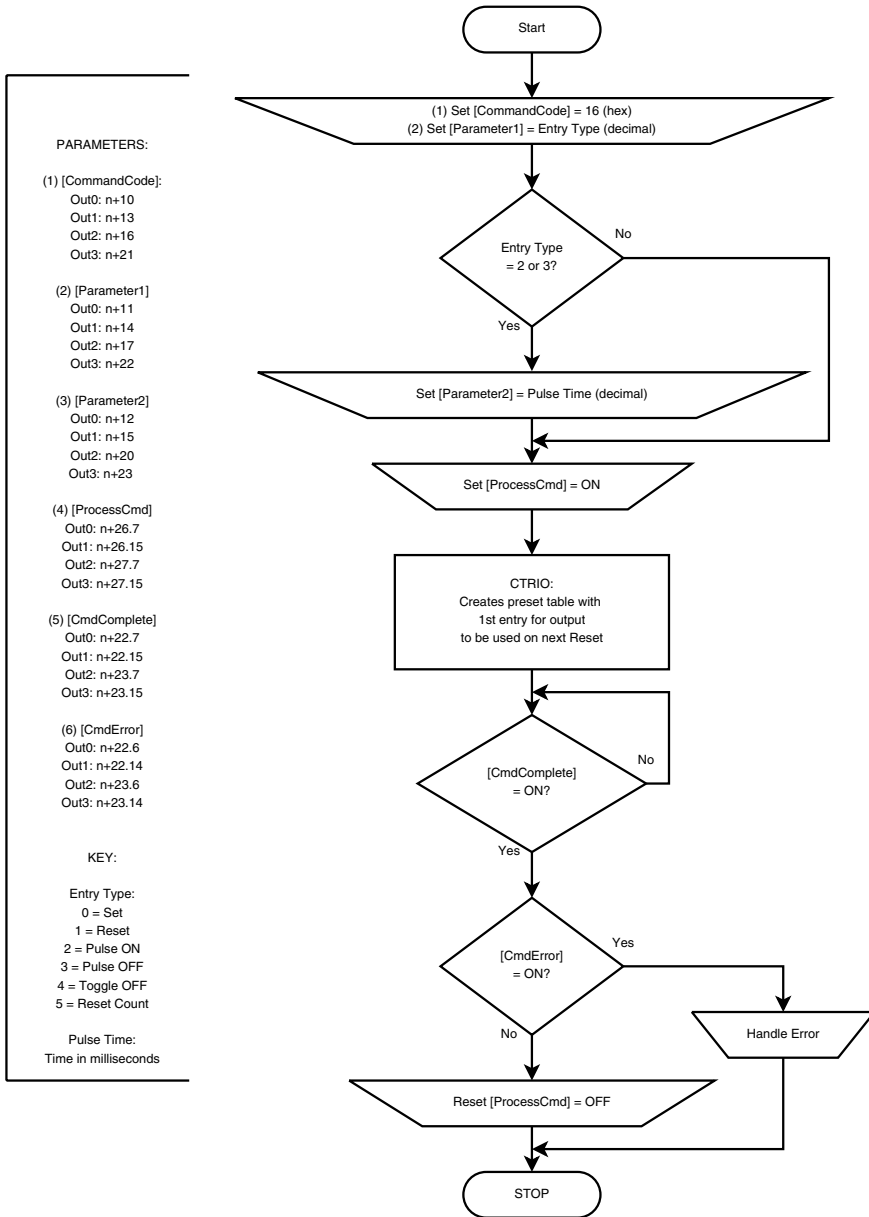 PARAMETERS:
(1) [CommandCode]:
Out0: n+10
Out1: n+13
Out2: n+16
Out3: n+21
(2) [Parameter1]
Out0: n+11
Out1: n+14
Out2: n+17
Out3: n+22
(3) [Parameter2]
Out0: n+12
Out1: n+15
Out2: n+20
Out3: n+23
(4) [ProcessCmd]
Out0: n+26.7
Out1: n+26.15
Out2: n+27.7
Out3: n+27.15
(5) [CmdComplete]
Out0: n+22.7
Out1: n+22.15
Out2: n+23.7
Out3: n+23.15
(6) [CmdError]
Out0: n+22.6
Out1: n+22.14
Out2: n+23.6
Out3: n+23.14
KEY:
Entry Type:
0 = Set
1 = Reset
2 = Pulse ON
3 = Pulse OFF
4 = Toggle OFF
5 = Reset Count
Pulse Time:
Time in milliseconds
Start
(1) Set [CommandCode] = 16 (hex)
(2) Set [Parameter1] = Entry Type (decimal)
Entry Type
= 2 or 3?
No
Yes
Set [Parameter2] = Pulse Time (decimal)
Set [ProcessCmd] = ON
CTRIO:
Creates preset table with
1st entry for output
to be used on next Reset
[CmdComplete]
= ON?
No
Yes
[CmdError]
= ON?
Yes
No
Handle Error
Reset [ProcessCmd] = OFF
STOP